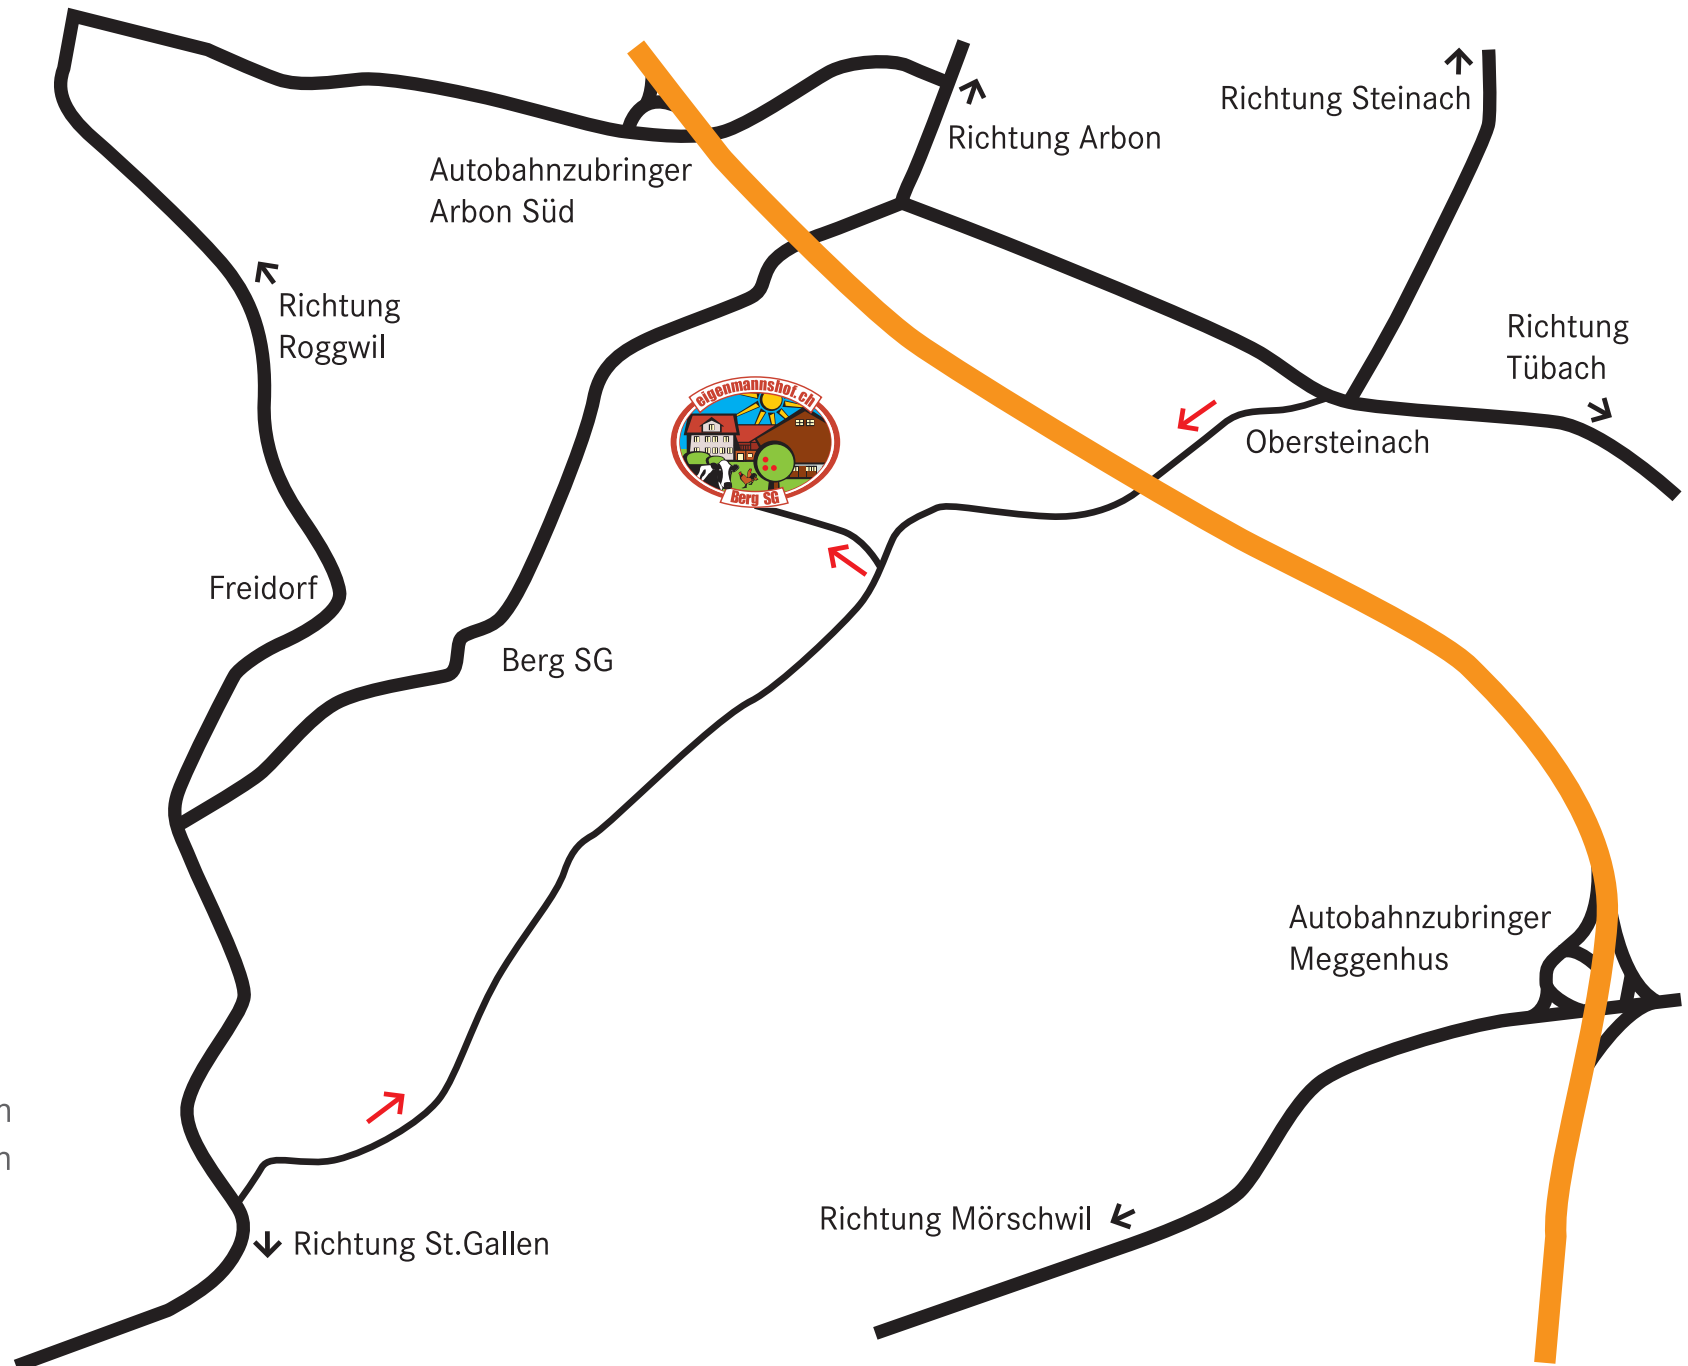 Richtung Steinach
Richtung Arbon
Autobahnzubringer
Arbon Süd
Richtung
Roggwil
Richtung
Tübach
eigenmannshof.ch
Berg SG
Obersteinach
Freidorf
Berg SG
Autobahnzubringer
Meggenhus
Richtung Mörschwil
Richtung St.Gallen